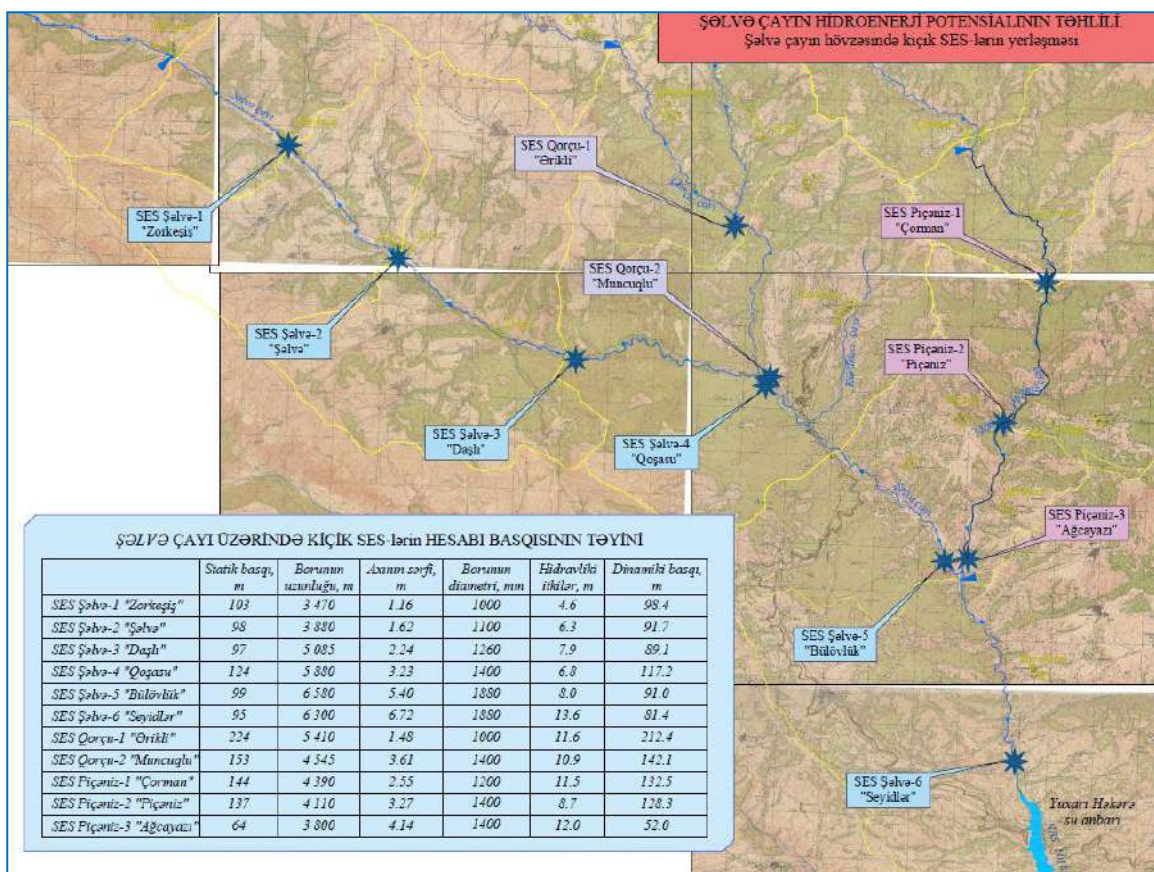 ŞƏLVƏ ÇAYIN HİDROENERJİ POTENSİALININ TƏHLİLİ
Şəlvə çayın hövzəsində kiçik SES-lərin yerləşməsi
Şəlvə çayı
SES Qorçu-1
"Ərikli"
SES Şəlvə-1
"Zorkeşiş"
SES Piçəniz-1
"Çorman"
SES Qorçu-2
"Muncuqlu"
SES Şəlvə-2
"Şəlvə"
SES Piçəniz-2
"Piçəniz"
SES Şəlvə-3
"Daşlı"
SES Şəlvə-4
"Qoşasu"
SES Piçəniz-3
"Ağcayazı"
SES Şəlvə-5
"Bülövlük"
SES Şəlvə-6
"Seyidlər"
Yuxarı Həkərə
su anbarı
ŞƏLVƏ ÇAYI ÜZƏRİNDƏ KİÇİK SES-lərin HESABI BASQISININ TƏYİNİ
Statik basqı, m Borunun uzunluğu, m Axının sərfi, m Borunun diametri, mm Hidravliki itkilər, m Dinamiki basqı, m
SES Şəlvə-1 "Zorkeşiş" 103 3 470 1.16 1000 4.6 98.4
SES Şəlvə-2 "Şəlvə" 98 3 880 1.62 1100 6.3 91.7
SES Şəlvə-3 "Daşlı" 97 5 085 2.24 1260 7.9 89.1
SES Şəlvə-4 "Qoşasu" 124 5 880 3.23 1400 6.8 117.2
SES Şəlvə-5 "Bülövlük" 99 6 580 5.40 1880 8.0 91.0
SES Şəlvə-6 "Seyidlər" 95 6 300 6.72 1880 13.6 81.4
SES Qorçu-1 "Ərikli" 224 5 410 1.48 1000 11.6 212.4
SES Qorçu-2 "Muncuqlu" 153 4 545 3.61 1400 10.9 142.1
SES Piçəniz-1 "Çorman" 144 4 390 2.55 1200 11.5 132.5
SES Piçəniz-2 "Piçəniz" 137 4 110 3.27 1400 8.7 128.3
SES Piçəniz-3 "Ağcayazı" 64 3 800 4.14 1400 12.0 52.0